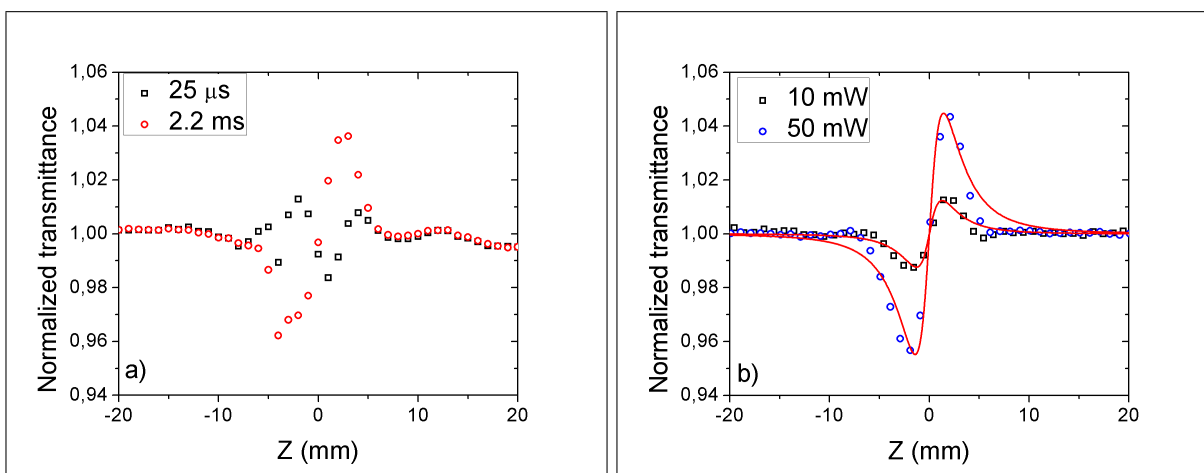 1,06
1,04
1,02
1,00
0,98
0,96
0,94
Normalized transmittance
25 μs
2.2 ms
a)
-20 -10 0 10 20
Z (mm)
1,06
1,04
1,02
1,00
0,98
0,96
0,94
Normalized transmittance
10 mW
50 mW
b)
-20 -10 0 10 20
Z (mm)